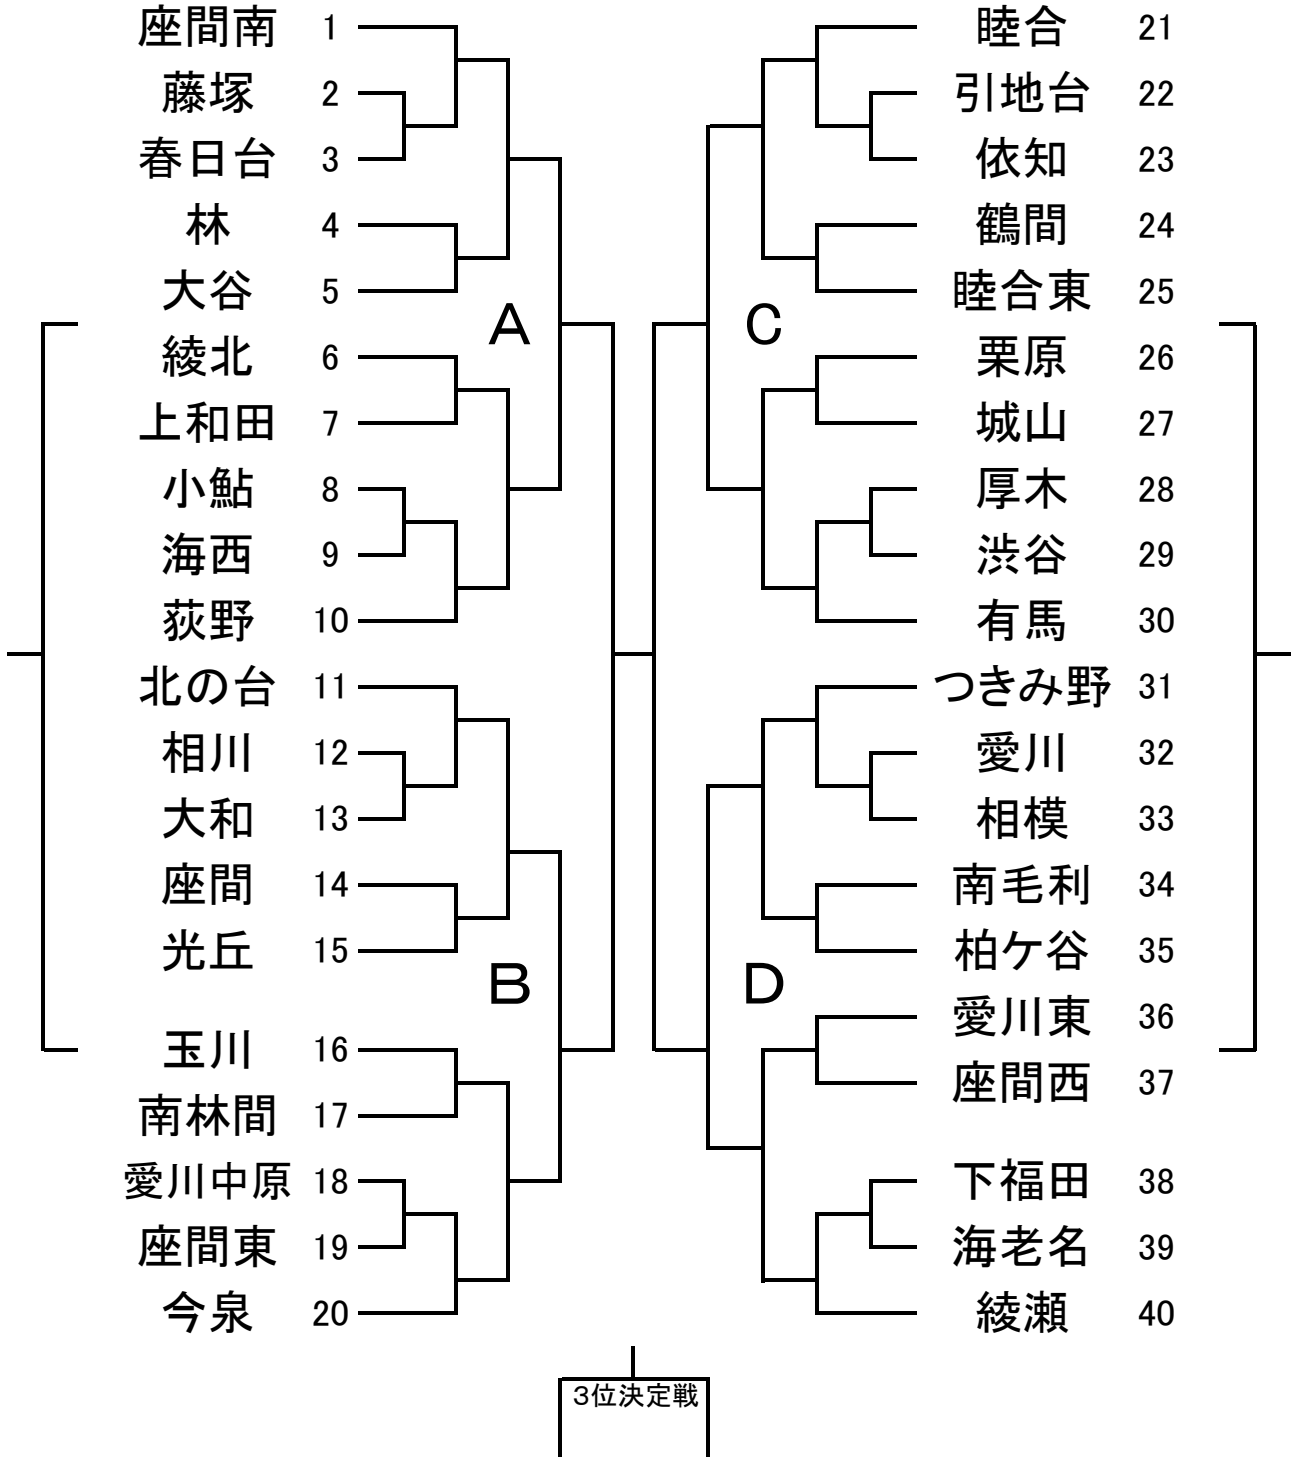 座間南 1
藤塚 2
春日台 3
林 4
大谷 5
綾北 6
上和田 7
小鮎 8
海西 9
荻野 10
北の台 11
相川 12
大和 13
座間 14
光丘 15
玉川 16
南林間 17
愛川中原 18
座間東 19
今泉 20
A
B
C
D
睦合 21
引地台 22
依知 23
鶴間 24
睦合東 25
栗原 26
城山 27
厚木 28
渋谷 29
有馬 30
つきみ野 31
愛川 32
相模 33
南毛利 34
柏ケ谷 35
愛川東 36
座間西 37
下福田 38
海老名 39
綾瀬 40
3位決定戦